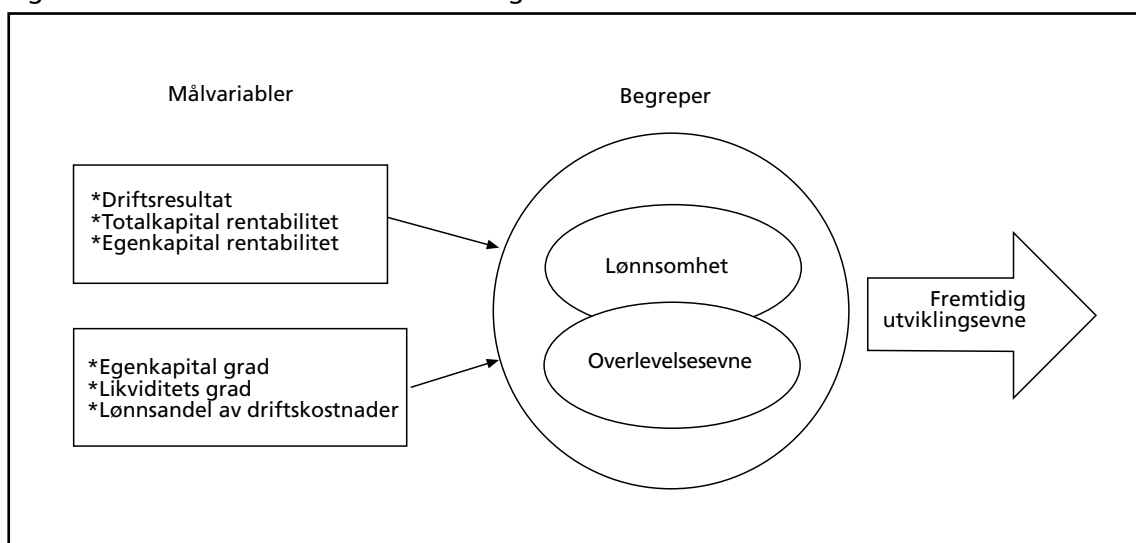 Målvariabler
Begreper
*Driftsresultat
*Totalkapital rentabilitet
*Egenkapital rentabilitet
*Egenkapital grad
*Likviditets grad
*Lønnsandel av driftskostnader
Lønnsomhet
Overlevelsesevne
Fremtidig
utviklingsevne